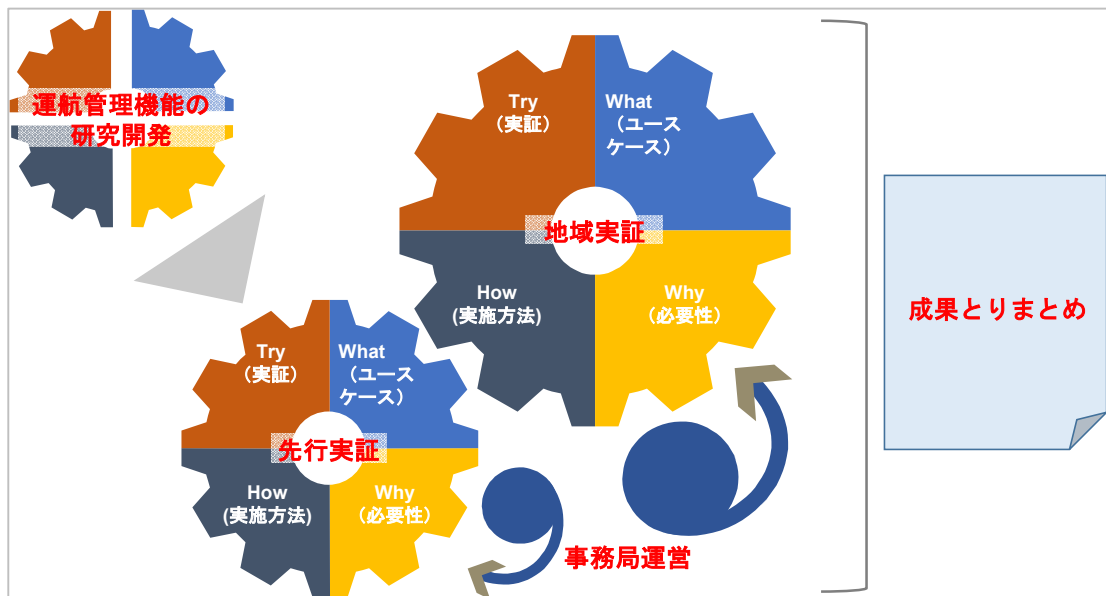 運航管理機能の
研究開発
Try
（実証）
What
（ユース
ケース）
地域実証
How
(実施方法)
Why
（必要性）
Try
（実証）
What
（ユース
ケース）
先行実証
How
(実施方法)
Why
（必要性）
事務局運営
成果とりまとめ